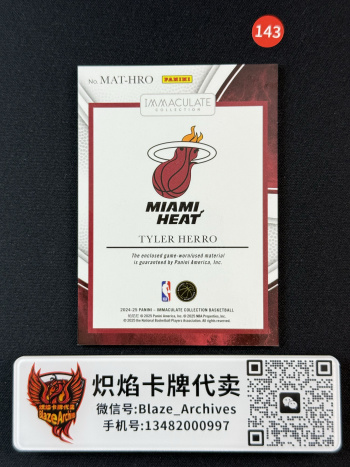 143
No. MAT-HRO PANINI
IMMACULATE
COLLECTION
MIAMI
HEAT
TYLER HERRO
The enclosed game-worn/used material
is guaranteed by Panini America, Inc.
2024-25 PANINI – IMMACULATE COLLECTION BASKETBALL
炽焰卡牌代卖
微信号:Blaze_Archives
手机号:13482000997
BlazeArchive